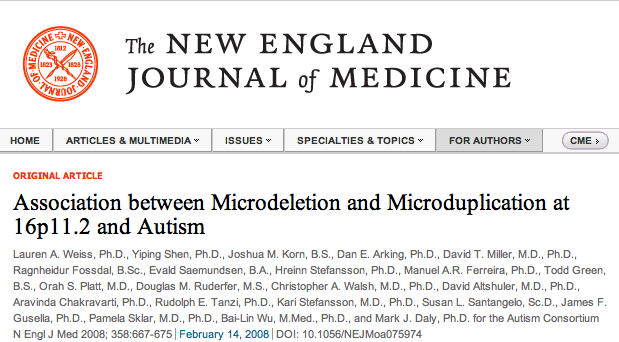 NEW ENGLAND JOURNAL OF MEDICINE
1812
1823
1828
1928
The NEW ENGLAND
JOURNAL of MEDICINE
HOME
ARTICLES & MULTIMEDIA
ISSUES
SPECIALTIES & TOPICS
FOR AUTHORS
CME
ORIGINAL ARTICLE
Association between Microdeletion and Microduplication at
16p11.2 and Autism
Lauren A. Weiss, Ph.D., Yiping Shen, Ph.D., Joshua M. Korn, B.S., Dan E. Arking, Ph.D., David T. Miller, M.D., Ph.D.,
Ragnheidur Fossdal, B.Sc., Evald Saemundsen, B.A., Hreinn Stefansson, Ph.D., Manuel A.R. Ferreira, Ph.D., Todd Green,
B.S., Orah S. Platt, M.D., Douglas M. Ruderfer, M.S., Christopher A. Walsh, M.D., Ph.D., David Altshuler, M.D., Ph.D.,
Aravinda Chakravarti, Ph.D., Rudolph E. Tanzi, Ph.D., Kari Stefansson, M.D., Ph.D., Susan L. Santangelo, Sc.D., James F.
Gusella, Ph.D., Pamela Sklar, M.D., Ph.D., Bai-Lin Wu, M.Med., Ph.D., and Mark J. Daly, Ph.D. for the Autism Consortium
N Engl J Med 2008; 358:667-675 | February 14, 2008 | DOI: 10.1056/NEJMoa075974